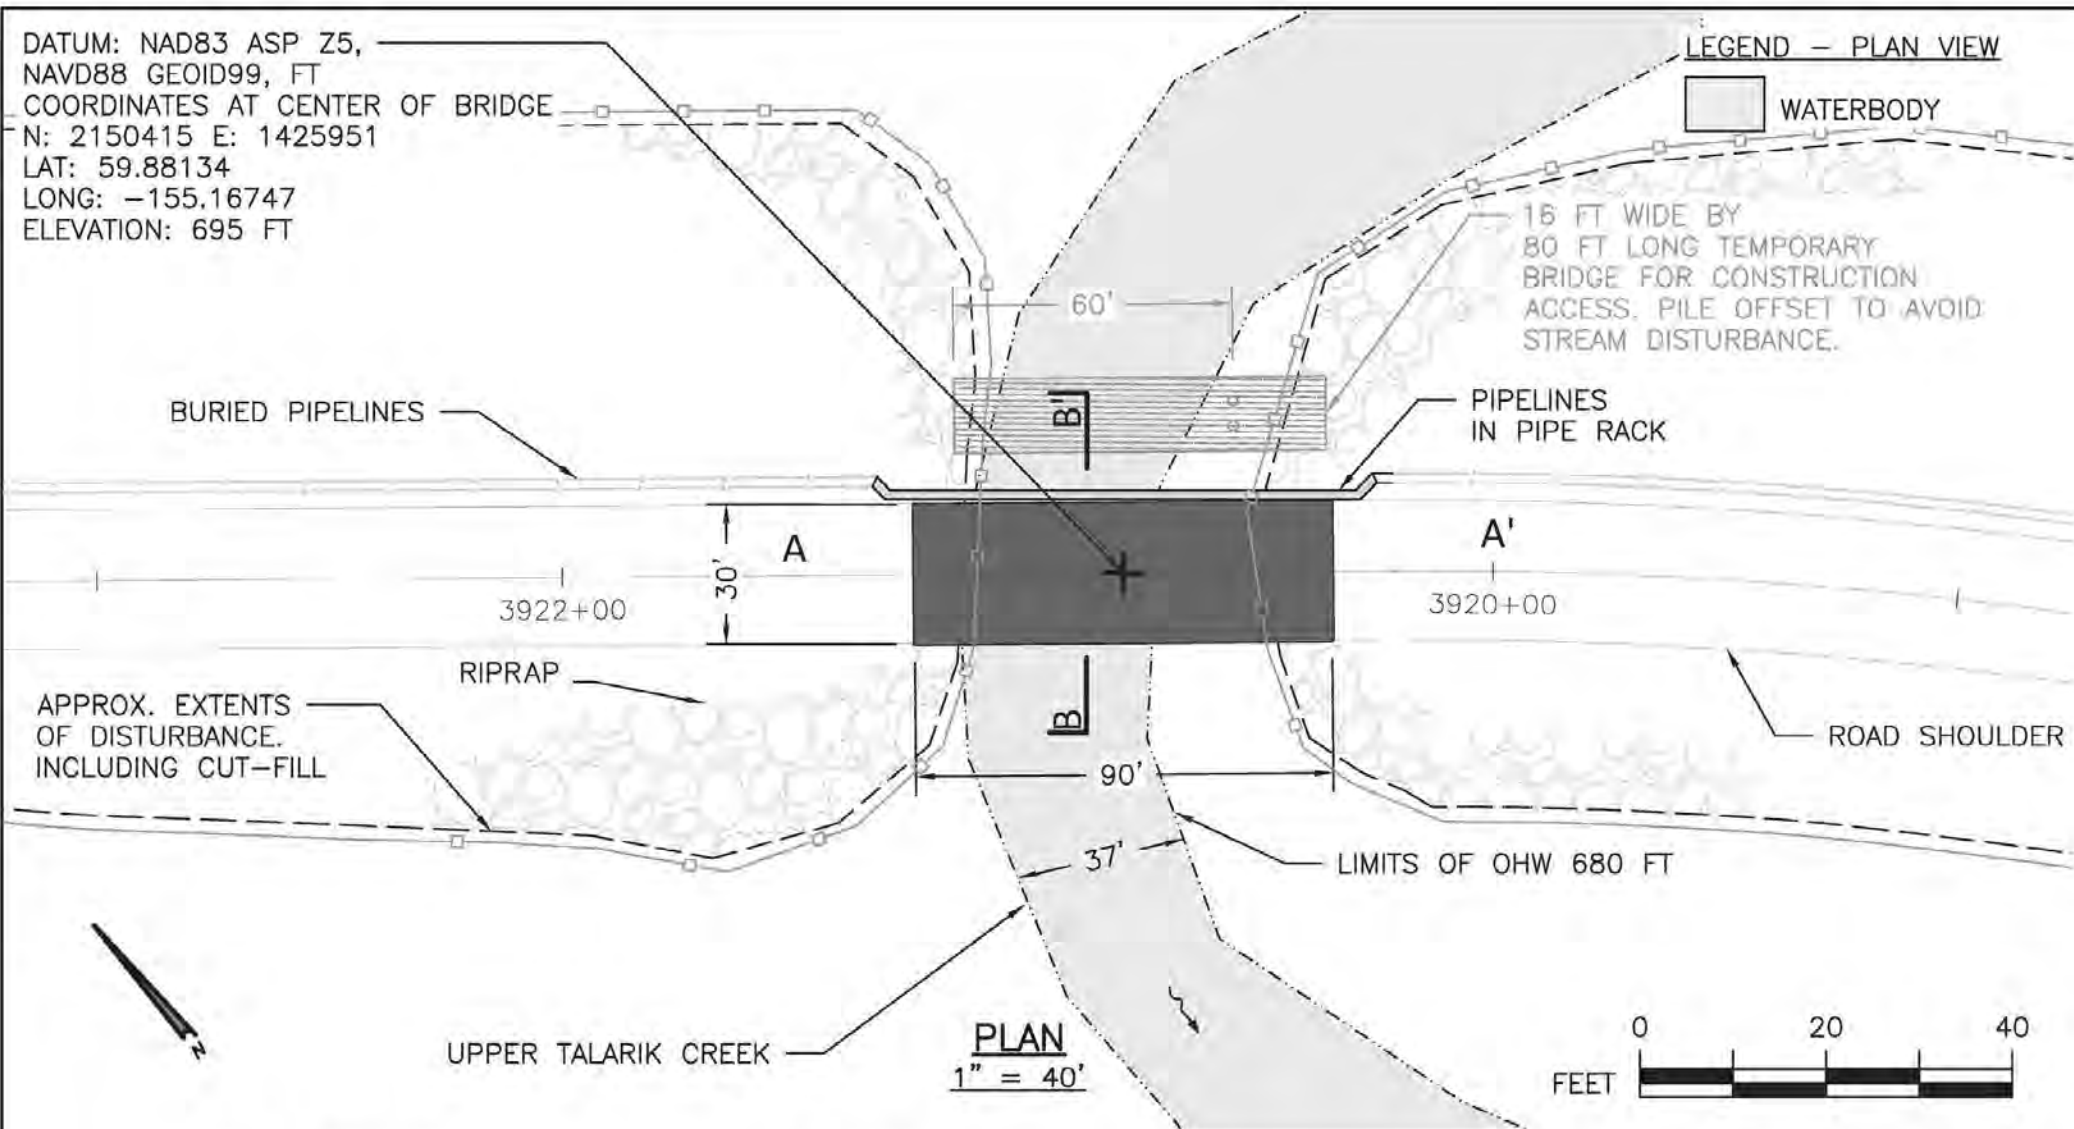 DATUM: NAD83 ASP Z5,
NAVD88 GEOID99, FT
COORDINATES AT CENTER OF BRIDGE
N: 2150415 E: 1425951
LAT: 59.88134
LONG: -155.16747
ELEVATION: 695 FT
LEGEND - PLAN VIEW
WATERBODY
16 FT WIDE BY
80 FT LONG TEMPORARY
BRIDGE FOR CONSTRUCTION
ACCESS. PILE OFFSET TO AVOID
STREAM DISTURBANCE.
60'
BURIED PIPELINES
B'
PIPELINES
IN PIPE RACK
A
A'
30'
3922+00
3920+00
RIPRAP
APPROX. EXTENTS
OF DISTURBANCE.
INCLUDING CUT-FILL
B
ROAD SHOULDER
90'
37'
LIMITS OF OHW 680 FT
N
UPPER TALARIK CREEK
PLAN
1" = 40'
0 20 40
FEET